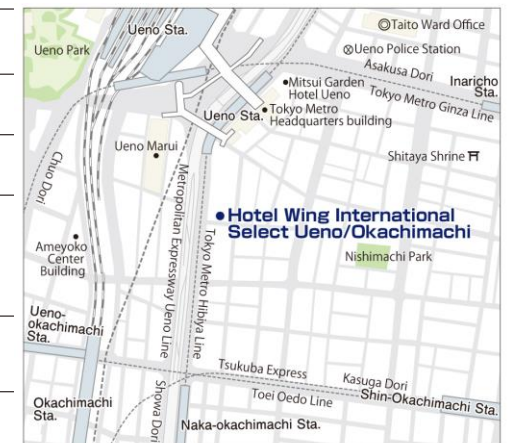 Ueno Sta.
Taito Ward Office
Ueno Park
Ueno Police Station
Asakusa Dori
Mitsui Garden
Hotel Ueno
Inaricho
Sta.
Tokyo Metro Ginza Line
Ueno Sta.
Tokyo Metro
Headquarters building
Ueno Marui
Shitaya Shrine
Chuo Dori
Metropolitan Expressway Ueno Line
Tokyo Metro Hibiya Line
Hotel Wing International
Select Ueno/Okachimachi
Ameyoko
Center
Building
Nishimachi Park
Ueno-
okachimachi
Sta.
Tsukuba Express
Kasuga Dori
Toei Oedo Line
Shin-Okachimachi Sta.
Okachimachi
Sta.
Showa Dori
Naka-okachimachi Sta.